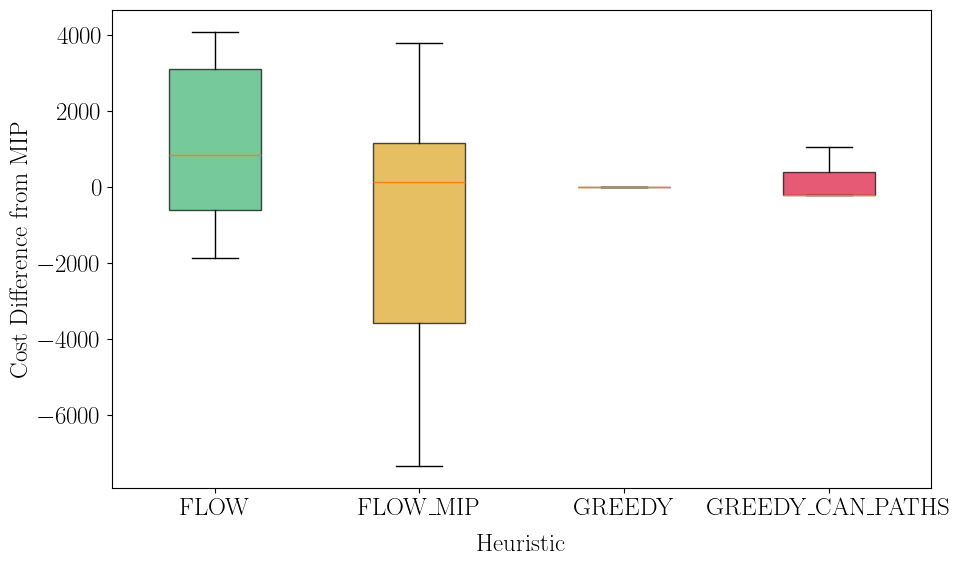 Cost Difference from MIP
4000
2000
0
−2000
−4000
−6000
FLOW
FLOW_MIP
GREEDY
GREEDY_CAN_PATHS
Heuristic